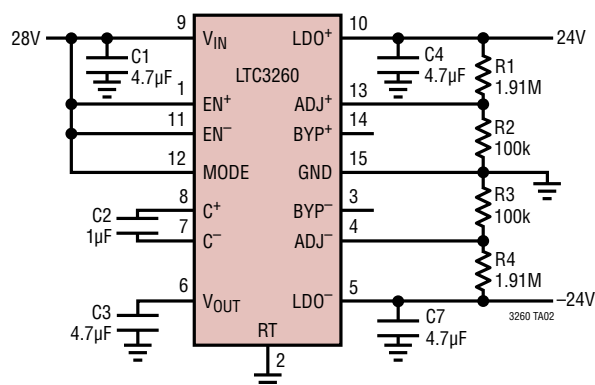 28V
9
V_IN
LDO⁺
10
24V
C1
4.7µF
LTC3260
C4
4.7µF
R1
1.91M
1
EN⁺
ADJ⁺
13
11
EN⁻
BYP⁺
14
R2
100k
12
MODE
GND
15
8
C⁺
BYP⁻
3
R3
100k
C2
1µF
7
C⁻
ADJ⁻
4
6
V_OUT
LDO⁻
5
R4
1.91M
–24V
C3
4.7µF
RT
2
C7
4.7µF
3260 TA02